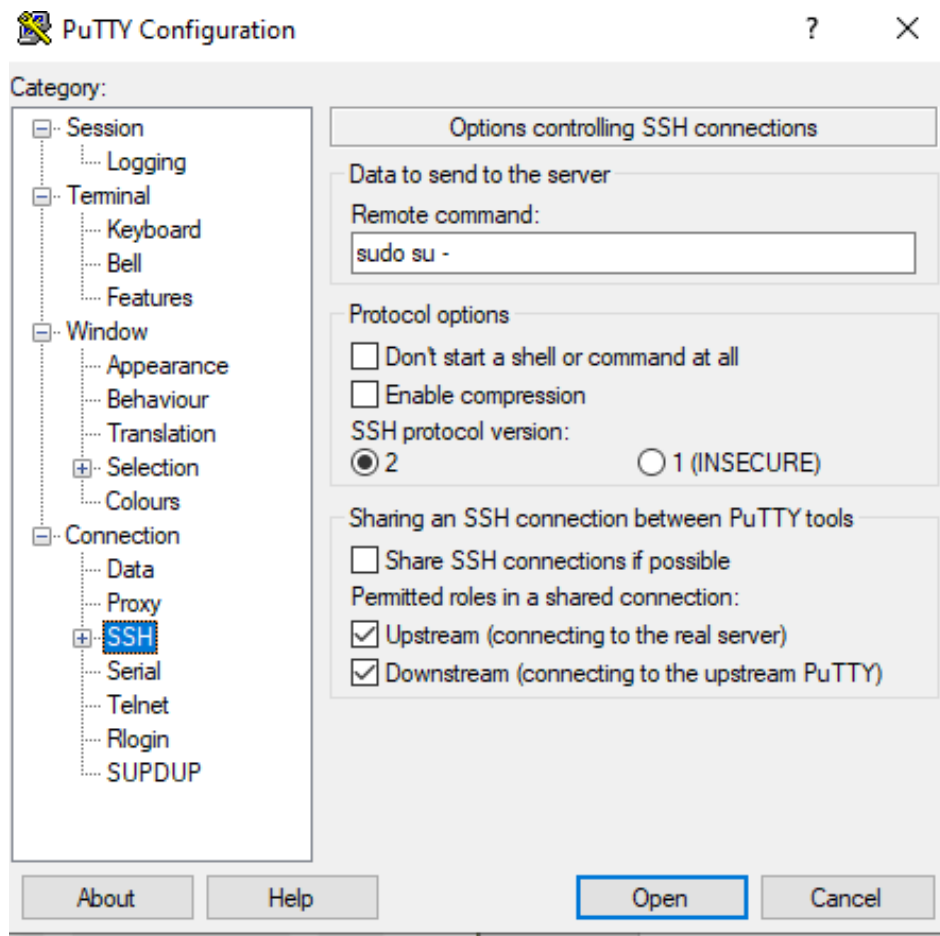 PuTTY Configuration
?
Category:
Session
Logging
Terminal
Keyboard
Bell
Features
Window
Appearance
Behaviour
Translation
Selection
Colours
Connection
Data
Proxy
SSH
Serial
Telnet
Rlogin
SUPDUP
Options controlling SSH connections
Data to send to the server
Remote command:
sudo su -
Protocol options
Don't start a shell or command at all
Enable compression
SSH protocol version:
2 1 (INSECURE)
Sharing an SSH connection between PuTTY tools
Share SSH connections if possible
Permitted roles in a shared connection:
Upstream (connecting to the real server)
Downstream (connecting to the upstream PuTTY)
About Help Open Cancel